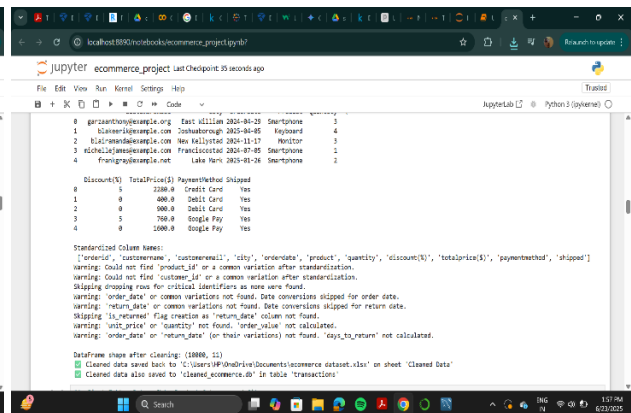 localhost:8890/notebooks/ecommerce_project.ipynb?
Relaunch to update
jupyter ecommerce_project Last Checkpoint: 35 seconds ago
File Edit View Run Kernel Settings Help
Trusted
Code
JupyterLab
Python 3 (ipykernel)
0 garzaanthony@example.org East William 2024-04-29 Smartphone 3
1 blakeerik@example.com Joshuaborough 2025-04-05 Keyboard 4
2 blairamanda@example.com New Kellystad 2024-11-17 Monitor 3
3 michellejames@example.com Franciscostad 2024-07-05 Smartphone 1
4 frankgray@example.net Lake Mark 2025-01-26 Smartphone 2
Discount(%) TotalPrice($) PaymentMethod Shipped
0 5 2280.0 Credit Card Yes
1 0 400.0 Debit Card Yes
2 0 900.0 Debit Card Yes
3 5 760.0 Google Pay Yes
4 0 1600.0 Google Pay Yes
Standardized Column Names:
['orderid', 'customername', 'customeremail', 'city', 'orderdate', 'product', 'quantity', 'discount(%)', 'totalprice($)', 'paymentmethod', 'shipped']
Warning: Could not find 'product_id' or a common variation after standardization.
Warning: Could not find 'customer_id' or a common variation after standardization.
Skipping dropping rows for critical identifiers as none were found.
Warning: 'order_date' or common variations not found. Date conversions skipped for order date.
Warning: 'return_date' or common variations not found. Date conversions skipped for return date.
Skipping 'is_returned' flag creation as 'return_date' column not found.
Warning: 'unit_price' or 'quantity' not found. 'order_value' not calculated.
Warning: 'order_date' or 'return_date' (or their variations) not found. 'days_to_return' not calculated.
DataFrame shape after cleaning: (10000, 11)
Cleaned data saved back to 'C:\Users\HP\OneDrive\Documents\ecommerce dataset.xlsx' on sheet 'Cleaned Data'
Cleaned data also saved to 'cleaned_ecommerce.db' in table 'transactions'
Search
ENG
IN
1:57 PM
6/23/2025